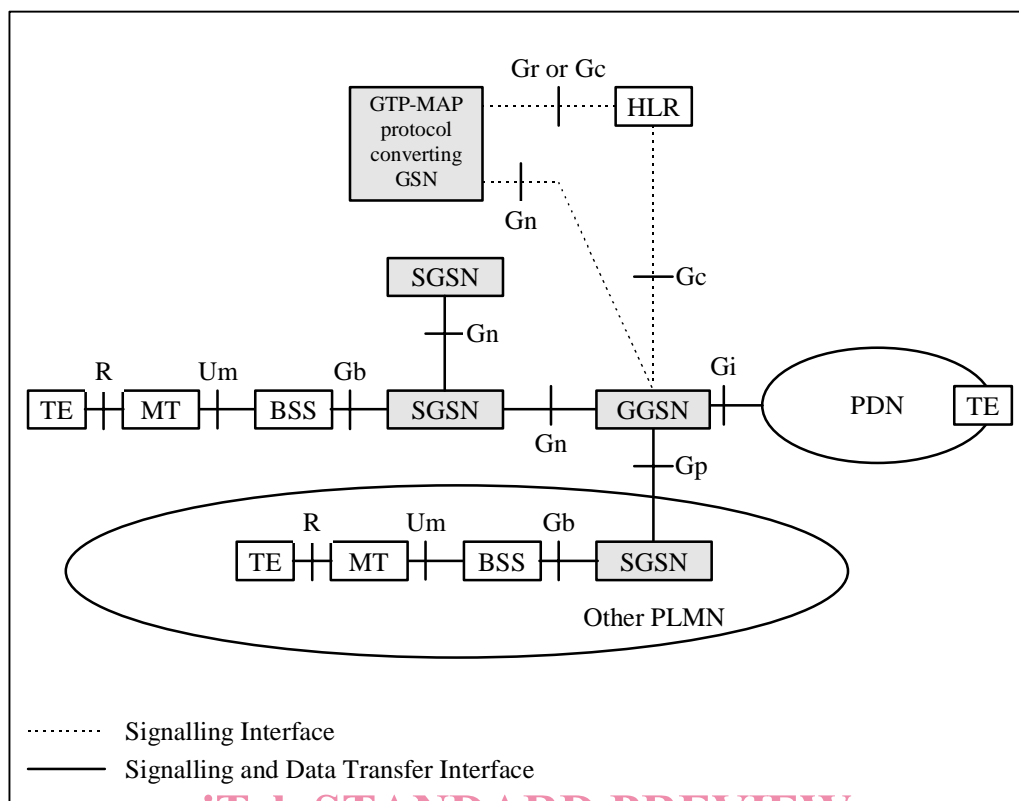 Gr or Gc
GTP-MAP
protocol
converting
GSN
HLR
Gn
Gc
SGSN
Gn
R
Um
Gb
Gi
TE
MT
BSS
SGSN
GGSN
PDN
TE
Gn
Gp
R
Um
Gb
TE
MT
BSS
SGSN
Other PLMN
Signalling Interface
Signalling and Data Transfer Interface
STANDARD PREVIEW